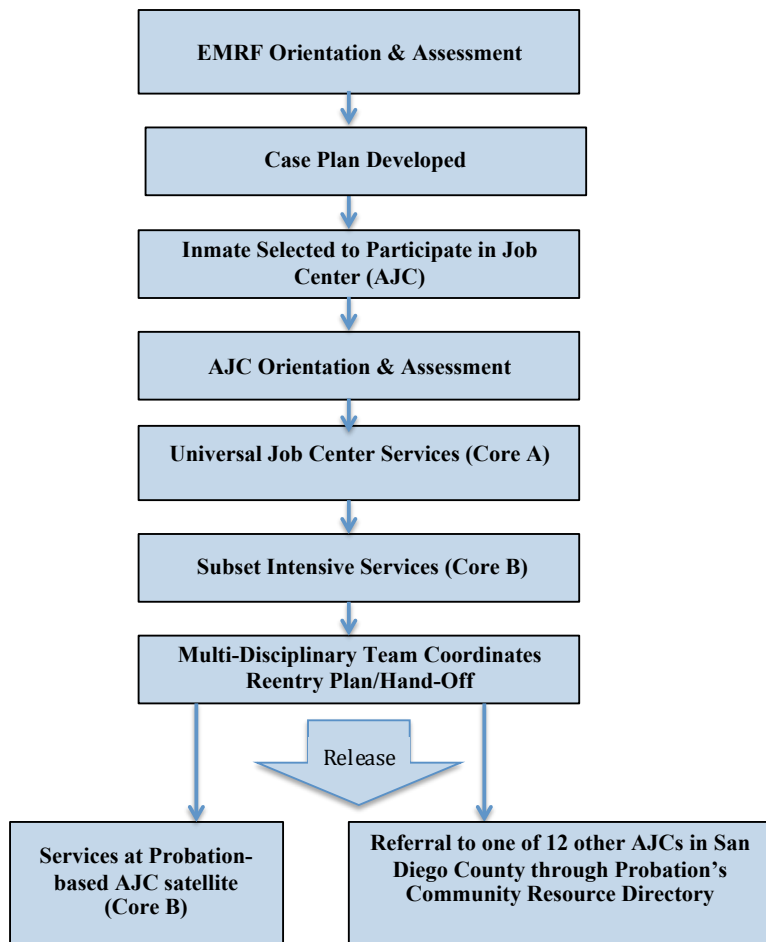 EMRF Orientation & Assessment
Case Plan Developed
Inmate Selected to Participate in Job
Center (AJC)
AJC Orientation & Assessment
Universal Job Center Services (Core A)
Subset Intensive Services (Core B)
Multi-Disciplinary Team Coordinates
Reentry Plan/Hand-Off
Release
Services at Probation-
based AJC satellite
(Core B)
Referral to one of 12 other AJCs in San
Diego County through Probation’s
Community Resource Directory